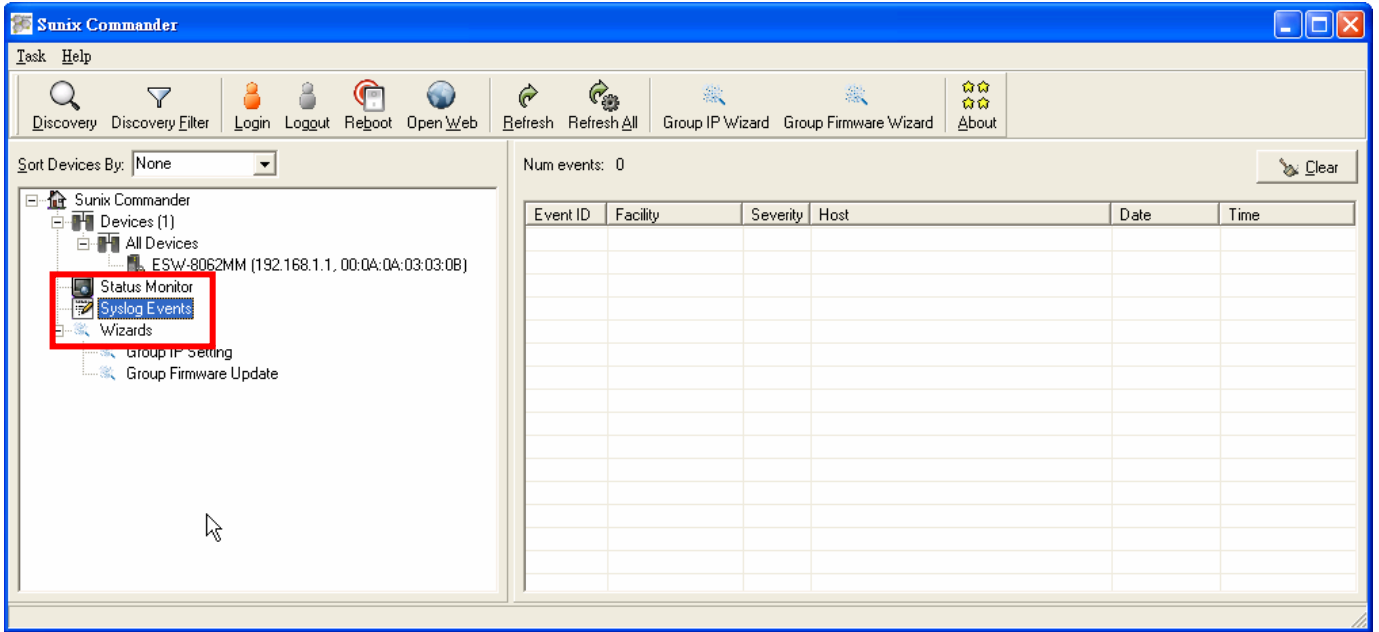 Sunix Commander
Task Help
Discovery Discovery Filter Login Logout Reboot Open Web Refresh Refresh All Group IP Wizard Group Firmware Wizard About
Sort Devices By: None
Num events: 0
Clear
Sunix Commander
Devices (1)
All Devices
ESW-8062MM (192.168.1.1, 00:0A:0A:03:03:0B)
Status Monitor
Syslog Events
Wizards
Group IP Setting
Group Firmware Update
Event ID Facility Severity Host Date Time